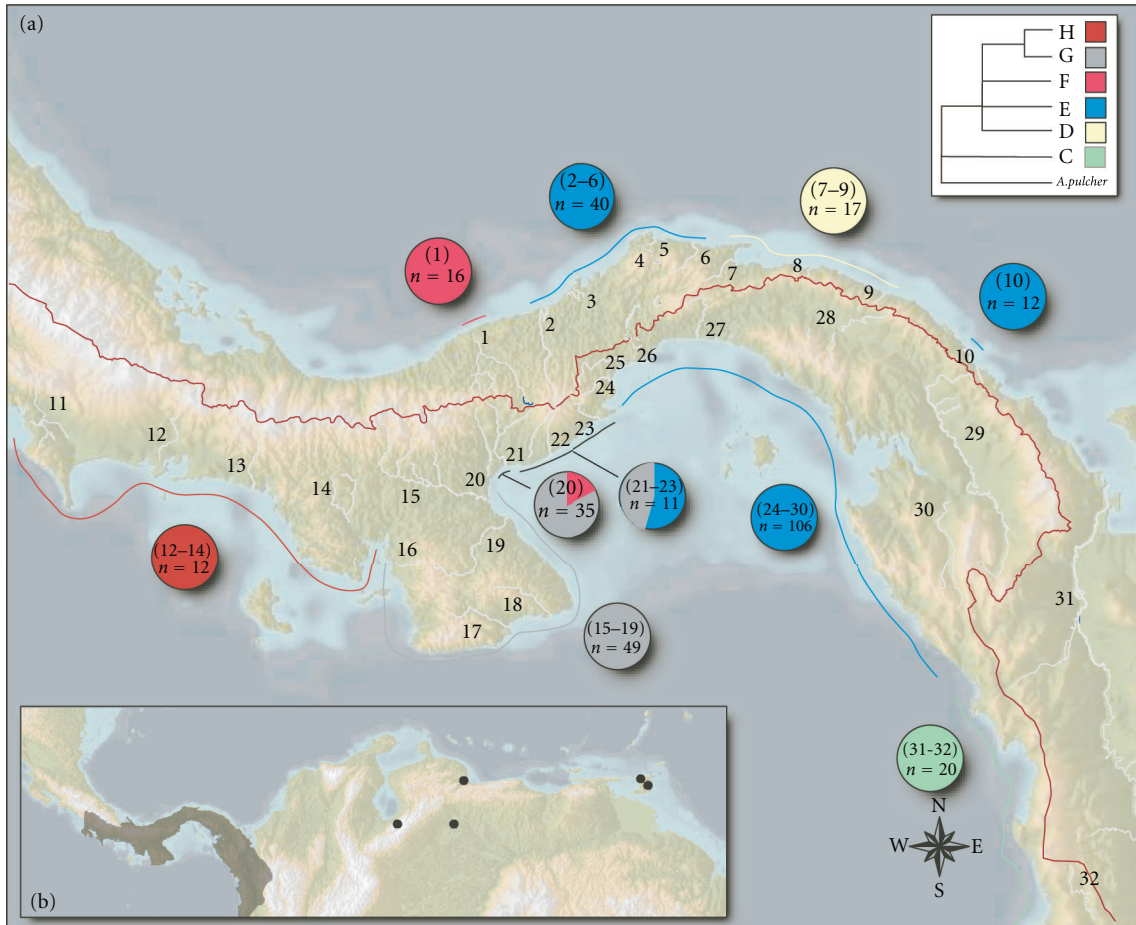 (a)
H
G
F
E
D
C
A.pulcher
(2–6)
n = 40
(7–9)
n = 17
(1)
n = 16
(10)
n = 12
1
2
3
4
5
6
7
8
9
10
11
12
13
14
15
16
17
18
19
20
21
22
23
24
25
26
27
28
29
30
31
32
(20)
n = 35
(21–23)
n = 11
(24–30)
n = 106
(12–14)
n = 12
(15–19)
n = 49
(31-32)
n = 20
N
W
E
S
(b)